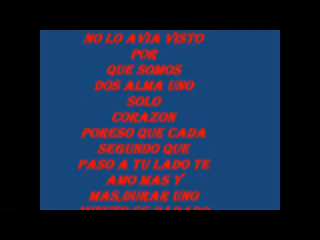 NO LO AVIA VISTO
POR
QUE SOMOS
DOS ALMA UNO
SOLO
CORAZON
PORESO QUE CADA
SEGUNDO QUE
PASO A TU LADO TE
AMO MAS Y
MAS,DURAR UNO